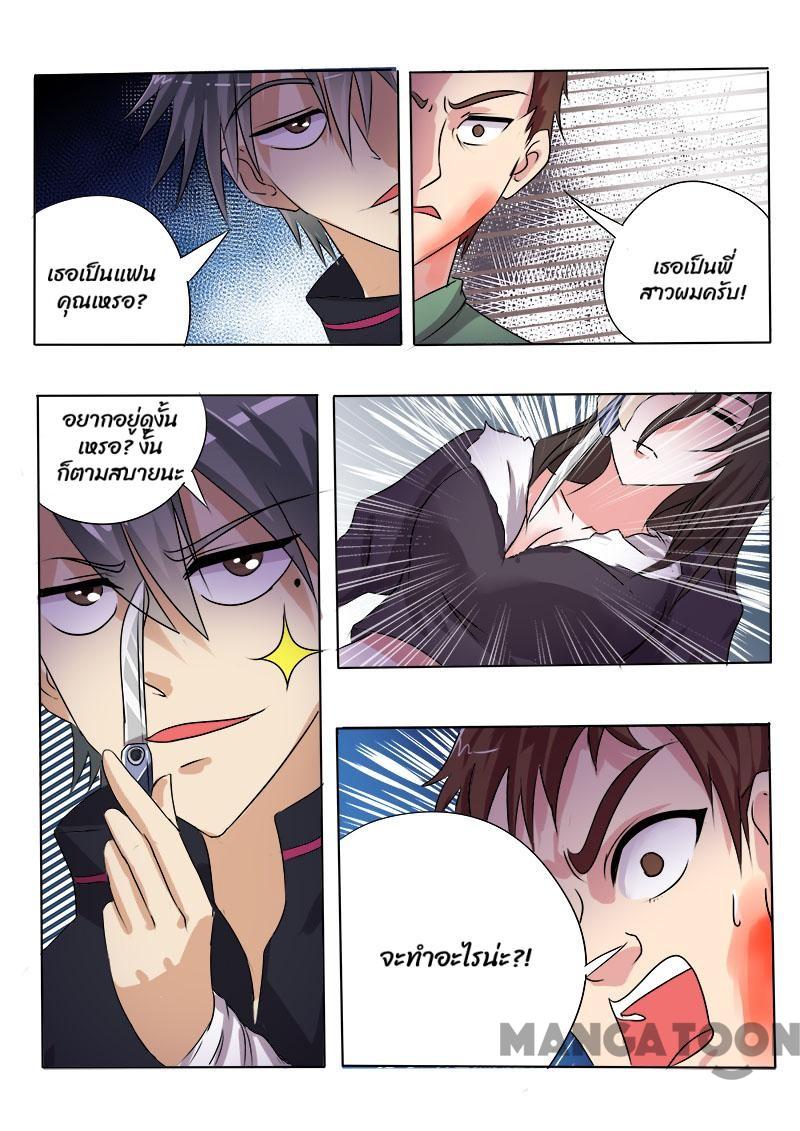 เธอเป็นแฟน
คุณเหรอ?
เธอเป็นพี่
สาวผมครับ!
อยากอยู่ดูงั้น
เหรอ? งั้น
ก็ตามสบายนะ
จะทำอะไรน่ะ?!
MANGATOON